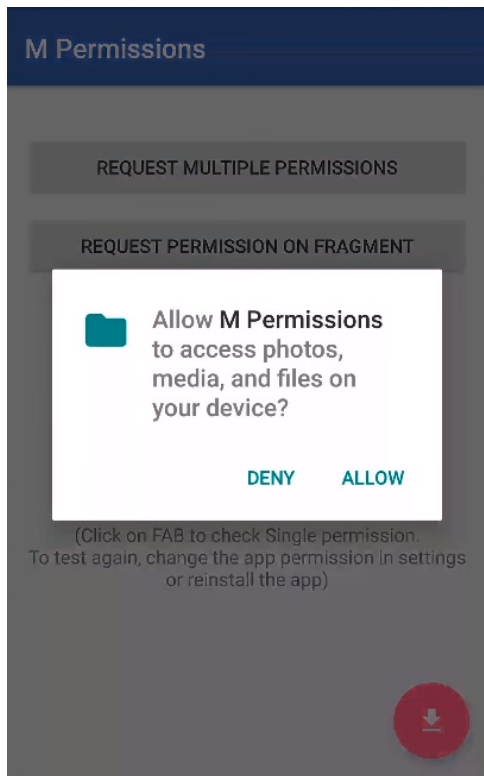 M Permissions
REQUEST MULTIPLE PERMISSIONS
REQUEST PERMISSION ON FRAGMENT
Allow M Permissions
to access photos,
media, and files on
your device?
DENY ALLOW
(Click on FAB to check Single permission.
To test again, change the app permission in settings
or reinstall the app)